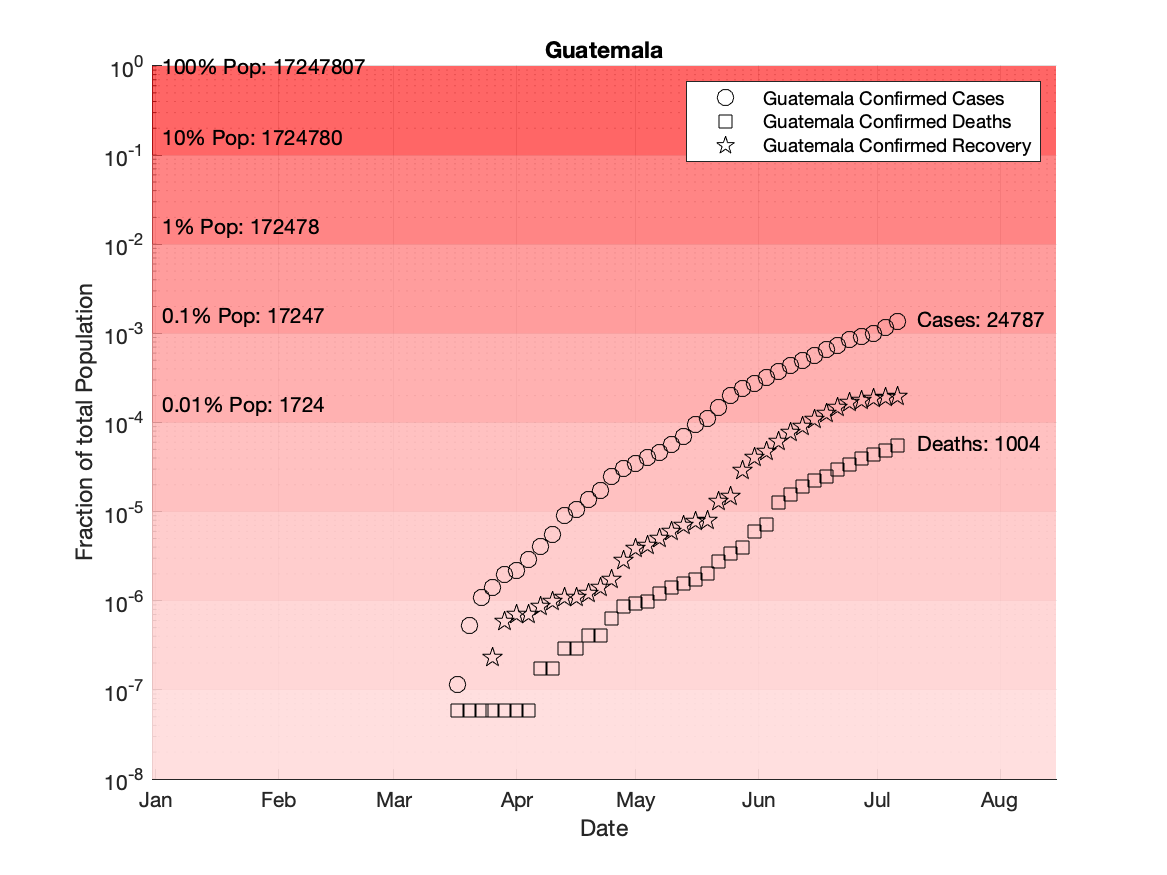 Guatemala
10^0
10^-1
10^-2
10^-3
10^-4
10^-5
10^-6
10^-7
10^-8
Fraction of total Population
100% Pop: 17247807
10% Pop: 1724780
1% Pop: 172478
0.1% Pop: 17247
0.01% Pop: 1724
Guatemala Confirmed Cases
Guatemala Confirmed Deaths
Guatemala Confirmed Recovery
Cases: 24787
Deaths: 1004
Jan Feb Mar Apr May Jun Jul Aug
Date